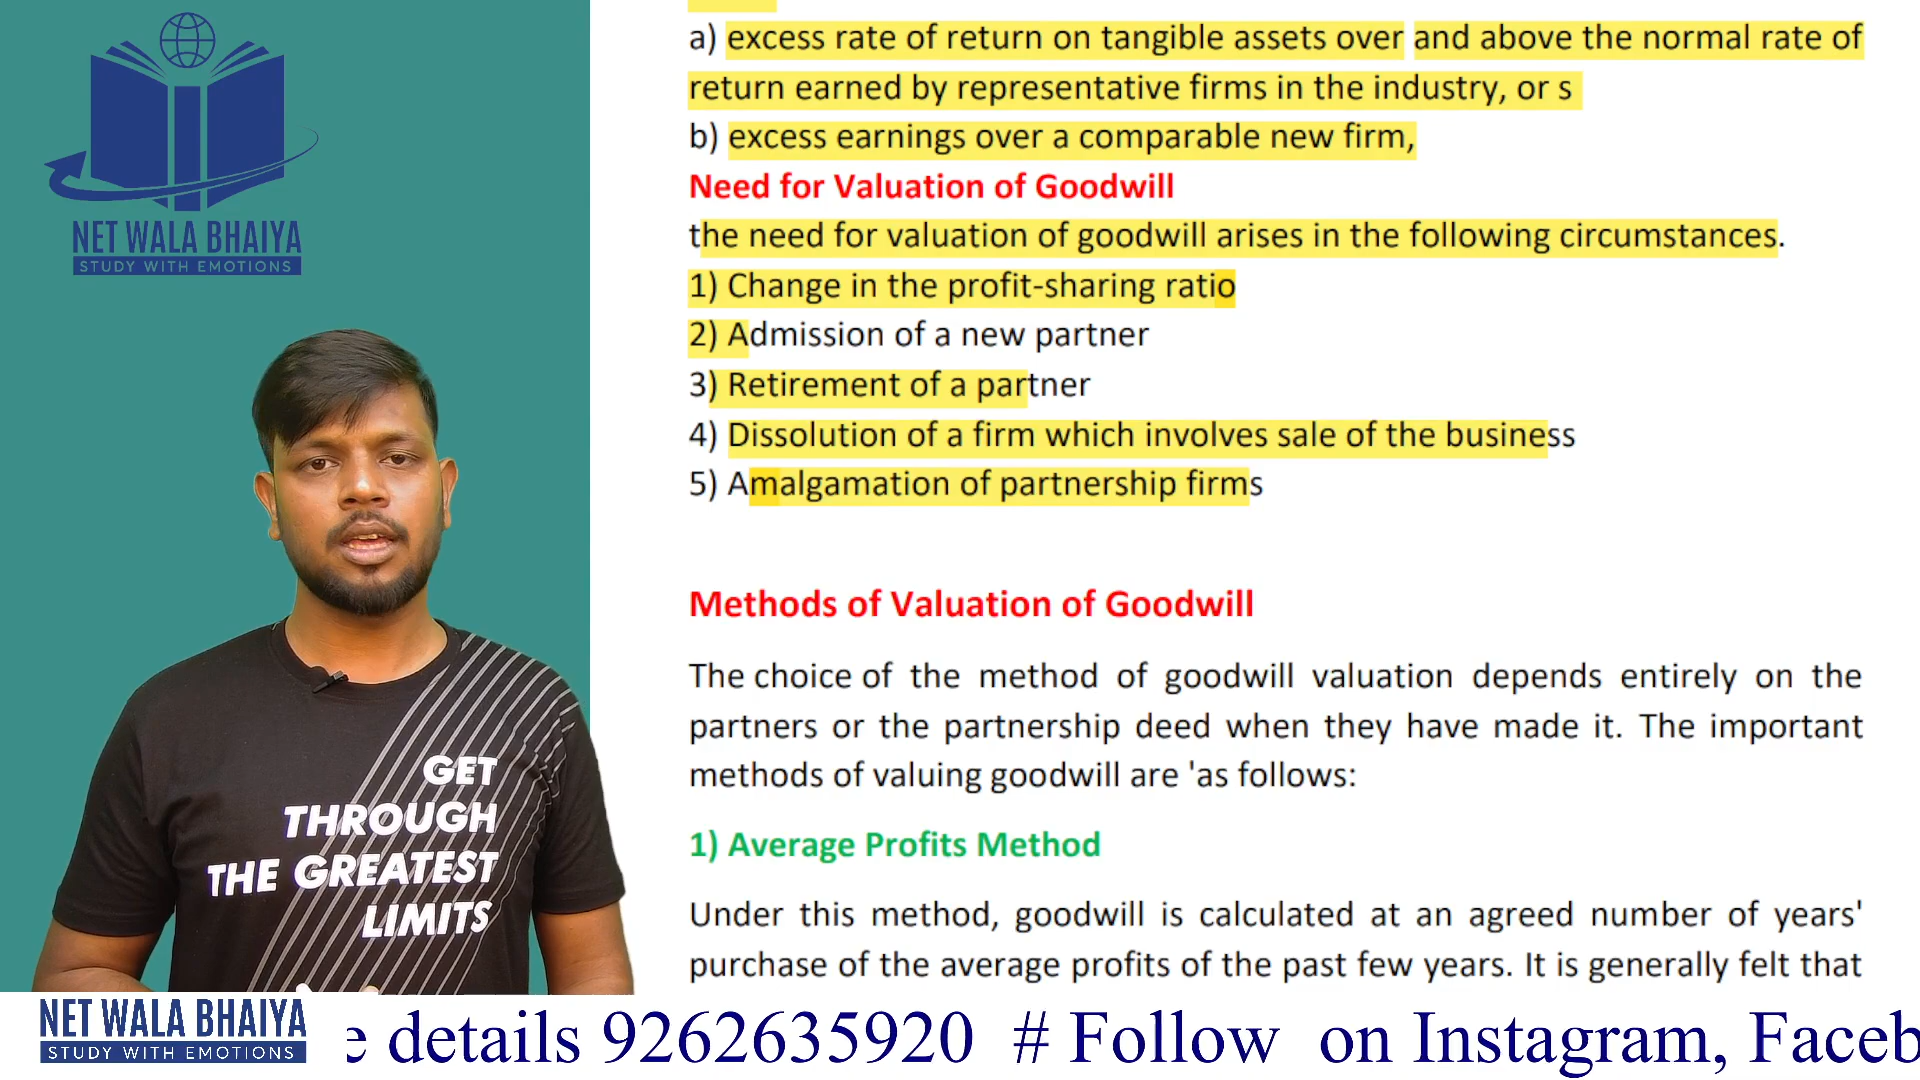 NET WALA BHAIYA
STUDY WITH EMOTIONS
GET
THROUGH
THE GREATEST
LIMITS
a) excess rate of return on tangible assets over and above the normal rate of
return earned by representative firms in the industry, or s
b) excess earnings over a comparable new firm,
Need for Valuation of Goodwill
the need for valuation of goodwill arises in the following circumstances.
1) Change in the profit-sharing ratio
2) Admission of a new partner
3) Retirement of a partner
4) Dissolution of a firm which involves sale of the business
5) Amalgamation of partnership firms
Methods of Valuation of Goodwill
The choice of the method of goodwill valuation depends entirely on the
partners or the partnership deed when they have made it. The important
methods of valuing goodwill are 'as follows:
1) Average Profits Method
Under this method, goodwill is calculated at an agreed number of years'
purchase of the average profits of the past few years. It is generally felt that
NET WALA BHAIYA
STUDY WITH EMOTIONS
e details 9262635920 # Follow on Instagram, Faceb